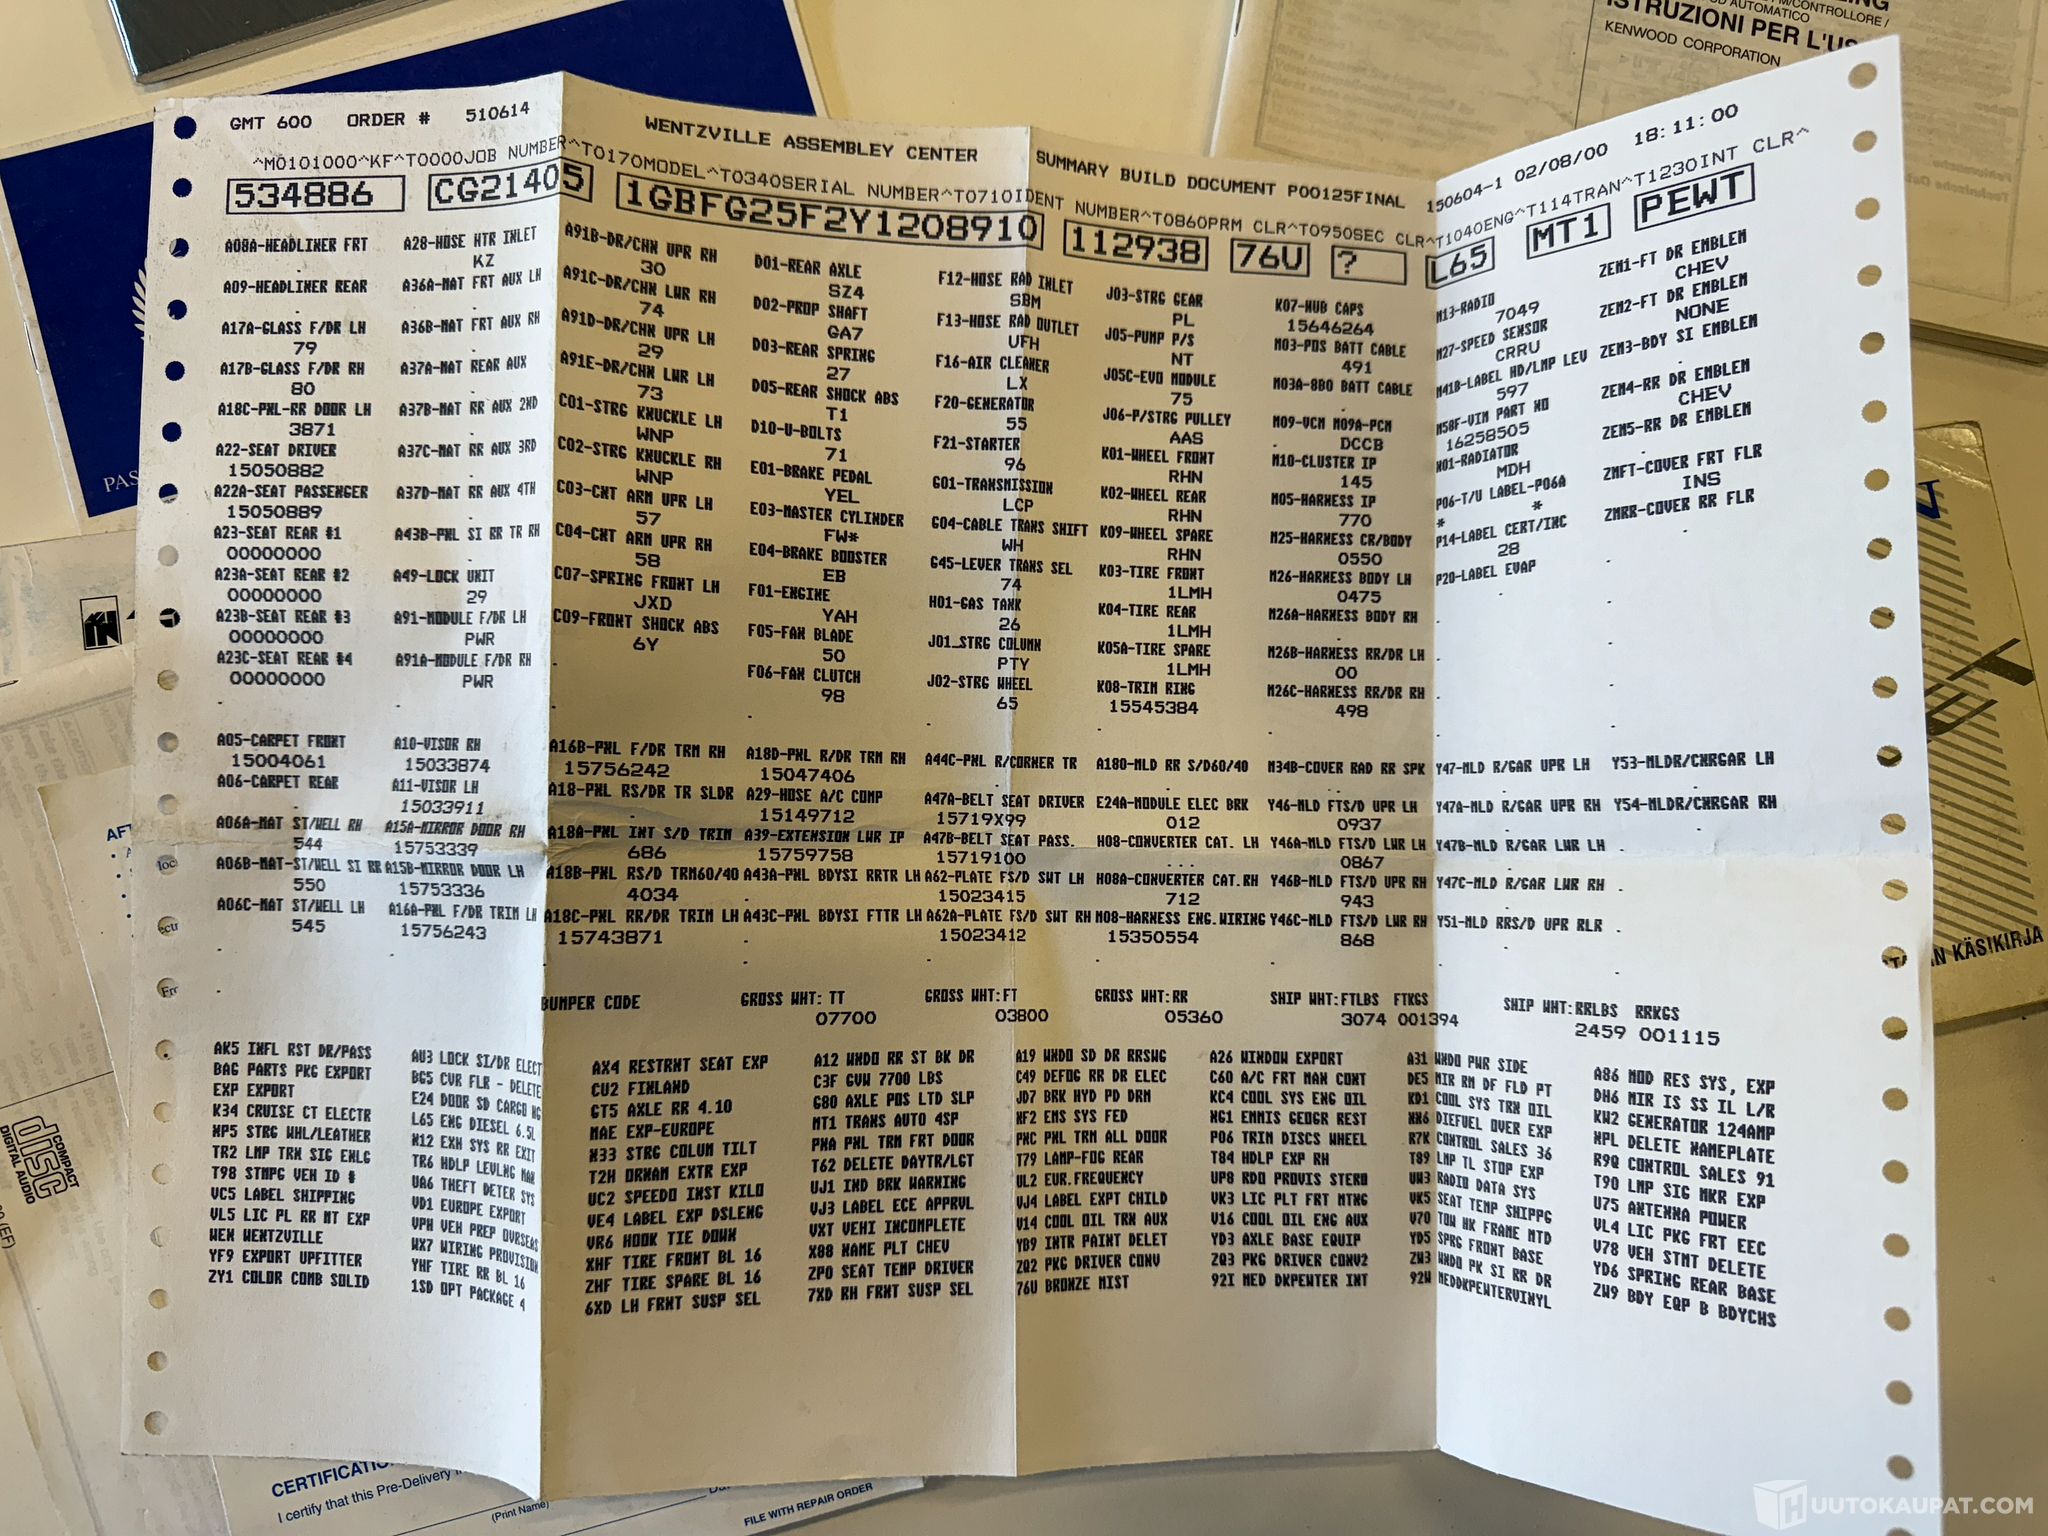 ISTRUZIONI PER L'US
KENWOOD CORPORATION
GMT 600 ORDER # 510614 WENTZVILLE ASSEMBLEY CENTER SUMMARY BUILD DOCUMENT P00125FINAL 150604-1 02/08/00 18:11:00
^M0101000^KF^T0000JOB NUMBER^T0170MODEL^T0340SERIAL NUMBER^T0710IDENT NUMBER^T0860PRM CLR^T0950SEC CLR^T1040ENG^T114TRAN^T1230INT CLR^
534886 CG21405 1GBFG25F2Y1208910 112938 76U ? L65 MT1 PEWT
A08A-HEADLINER FRT
A09-HEADLINER REAR
A17A-GLASS F/DR LH
79
A17B-GLASS F/DR RH
80
A18C-PNL-RR DOOR LH
3871
A22-SEAT DRIVER
15050882
A22A-SEAT PASSENGER
15050889
A23-SEAT REAR #1
00000000
A23A-SEAT REAR #2
00000000
A23B-SEAT REAR #3
00000000
A23C-SEAT REAR #4
00000000
A28-HOSE HTR INLET
KZ
A36A-MAT FRT AUX LH
A36B-MAT FRT AUX RH
A37A-MAT REAR AUX
A37B-MAT RR AUX 2ND
A37C-MAT RR AUX 3RD
A37D-MAT RR AUX 4TH
A43B-PNL SI RR TR RH
A49-LOCK UNIT
29
A91-MODULE F/DR LH
PWR
A91A-MODULE F/DR RH
PWR
A91B-DR/CHN UPR RH
30
A91C-DR/CHN LWR RH
74
A91D-DR/CHN UPR LH
29
A91E-DR/CHN LWR LH
73
C01-STRG KNUCKLE LH
WNP
C02-STRG KNUCKLE RH
WNP
C03-CNT ARM UPR LH
57
C04-CNT ARM UPR RH
58
C07-SPRING FRONT LH
JXD
C09-FRONT SHOCK ABS
6Y
D01-REAR AXLE
SZ4
D02-PROP SHAFT
GA7
D03-REAR SPRING
27
D05-REAR SHOCK ABS
T1
D10-U-BOLTS
71
E01-BRAKE PEDAL
YEL
E03-MASTER CYLINDER
FW*
E04-BRAKE BOOSTER
EB
F01-ENGINE
YAH
F05-FAN BLADE
50
F06-FAN CLUTCH
98
F12-HOSE RAD INLET
SBM
F13-HOSE RAD OUTLET
UFH
F16-AIR CLEANER
LX
F20-GENERATOR
55
F21-STARTER
96
G01-TRANSMISSION
LCP
G04-CABLE TRANS SHIFT
WH
G45-LEVER TRANS SEL
74
H01-GAS TANK
26
J01_STRG COLUMN
PTY
J02-STRG WHEEL
65
J03-STRG GEAR
PL
J05-PUMP P/S
NT
J05C-EVO MODULE
75
J06-P/STRG PULLEY
AAS
K01-WHEEL FRONT
RHN
K02-WHEEL REAR
RHN
K09-WHEEL SPARE
RHN
K03-TIRE FRONT
1LMH
K04-TIRE REAR
1LMH
K05A-TIRE SPARE
1LMH
K08-TRIM RING
15545384
K07-HUB CAPS
15646264
M03-POS BATT CABLE
491
M03A-8B0 BATT CABLE
M09-VCM M09A-PCM
. DCCB
M10-CLUSTER IP
145
M05-HARNESS IP
770
M25-HARNESS CR/BODY
0550
M26-HARNESS BODY LH
0475
M26A-HARNESS BODY RH
M26B-HARNESS RR/DR LH
00
M26C-HARNESS RR/DR RH
498
M13-RADIO
7049
M27-SPEED SENSOR
CRRU
M41B-LABEL HD/LMP LEV
597
M58F-VIM PART NO
16258505
N01-RADIATOR
MDH
P06-T/U LABEL-P06A
* *
P14-LABEL CERT/INC
28
P20-LABEL EVAP
ZEM1-FT DR EMBLEM
CHEV
ZEM2-FT DR EMBLEM
NONE
ZEM3-BDY SI EMBLEM
ZEM4-RR DR EMBLEM
CHEV
ZEM5-RR DR EMBLEM
ZMFT-COVER FRT FLR
INS
ZMRR-COVER RR FLR
A05-CARPET FRONT
15004061
A06-CARPET REAR
A06A-MAT ST/WELL RH
544
A06B-MAT-ST/WELL SI RR
550
A06C-MAT ST/WELL LH
545
A10-VISOR RH
15033874
A11-VISOR LH
15033911
A15A-MIRROR DOOR RH
15753339
A15B-MIRROR DOOR LH
15753336
A16A-PNL F/DR TRIM LH
15756243
A16B-PNL F/DR TRM RH
15756242
A18-PNL RS/DR TR SLDR
A18A-PNL INT S/D TRIM
686
A18B-PNL RS/D TRM60/40
4034
A18C-PNL RR/DR TRIM LH
15743871
A18D-PNL R/DR TRM RH
15047406
A29-HOSE A/C COMP
15149712
A39-EXTENSION LWR IP
15759758
A43A-PNL BDYSI RRTR LH
A43C-PNL BDYSI FTTR LH
A44C-PNL R/CORNER TR
A47A-BELT SEAT DRIVER
15719X99
A47B-BELT SEAT PASS.
15719100
A62-PLATE FS/D SWT LH
15023415
A62A-PLATE FS/D SWT RH
15023412
A180-MLD RR S/D60/40
E24A-MODULE ELEC BRK
012
H08-CONVERTER CAT. LH
...
H08A-CONVERTER CAT.RH
712
M08-HARNESS ENG.WIRING
15350554
M34B-COVER RAD RR SPK
Y46-MLD FTS/D UPR LH
0937
Y46A-MLD FTS/D LWR LH
0867
Y46B-MLD FTS/D UPR RH
943
Y46C-MLD FTS/D LWR RH
868
Y47-MLD R/GAR UPR LH
Y47A-MLD R/GAR UPR RH
Y47B-MLD R/GAR LWR LH
Y47C-MLD R/GAR LWR RH
Y51-MLD RRS/D UPR RLR
Y53-MLDR/CNRGAR LH
Y54-MLDR/CNRGAR RH
BUMPER CODE GROSS WHT: TT GROSS WHT:FT GROSS WHT:RR SHIP WHT:FTLBS FTKGS SHIP WHT:RRLBS RRKGS
07700 03800 05360 3074 001394 2459 001115
AK5 INFL RST DR/PASS
BAG PARTS PKG EXPORT
EXP EXPORT
K34 CRUISE CT ELECTR
NP5 STRG WHL/LEATHER
TR2 LMP TRN SIG ENLG
T98 STMPG VEH ID #
VC5 LABEL SHIPPING
VL5 LIC PL RR MT EXP
WEN WENTZVILLE
YF9 EXPORT UPFITTER
ZY1 COLOR COMB SOLID
AU3 LOCK SI/DR ELECT
BG5 CVR FLR - DELETE
E24 DOOR SD CARGO HG
L65 ENG DIESEL 6.5L
N12 EXH SYS RR EXIT
TR6 HDLP LEVLNG MAN
UA6 THEFT DETER SYS
VD1 EUROPE EXPORT
VPH VEH PREP OVRSEAS
WX7 WIRING PROVISION
YHF TIRE RR BL 16
1SD OPT PACKAGE 4
AX4 RESTRNT SEAT EXP
CU2 FINLAND
GT5 AXLE RR 4.10
MAE EXP-EUROPE
N33 STRG COLUM TILT
T2H ORNAM EXTR EXP
UC2 SPEEDO INST KILO
VE4 LABEL EXP DSLENG
VR6 HOOK TIE DOWN
XHF TIRE FRONT BL 16
ZHF TIRE SPARE BL 16
6XD LH FRNT SUSP SEL
A12 WNDO RR ST BK DR
C3F GVW 7700 LBS
G80 AXLE POS LTD SLP
MT1 TRANS AUTO 4SP
PNA PNL TRM FRT DOOR
T62 DELETE DAYTR/LGT
UJ1 IND BRK WARNING
VJ3 LABEL ECE APPRVL
VXT VEHI INCOMPLETE
X88 NAME PLT CHEV
ZP0 SEAT TEMP DRIVER
7XD RH FRNT SUSP SEL
A19 WNDO SD DR RRSWG
C49 DEFOG RR DR ELEC
JD7 BRK HYD PD DRM
NF2 EMS SYS FED
PNC PNL TRM ALL DOOR
T79 LAMP-FOG REAR
UL2 EUR.FREQUENCY
VJ4 LABEL EXPT CHILD
V14 COOL OIL TRN AUX
YB9 INTR PAINT DELET
ZQ2 PKG DRIVER CONV
76U BRONZE MIST
A26 WINDOW EXPORT
C60 A/C FRT MAN CONT
KC4 COOL SYS ENG OIL
NG1 EMMIS GEOGR REST
P06 TRIM DISCS WHEEL
T84 HDLP EXP RH
UP8 RDO PROVIS STERO
VK3 LIC PLT FRT MTNG
V16 COOL OIL ENG AUX
YD3 AXLE BASE EQUIP
ZQ3 PKG DRIVER CONV2
92I MED DKPEWTER INT
A31 WNDO PWR SIDE
DE5 MIR RM DF FLD PT
KD1 COOL SYS TRN OIL
NN6 DIEFUEL OVER EXP
R7K CONTROL SALES 36
T89 LMP TL STOP EXP
UN3 RADIO DATA SYS
VK5 SEAT TEMP SHIPPG
V70 TOW HK FRAME MTD
YD5 SPRG FRONT BASE
ZW3 WNDO PK SI RR DR
92W MEDDKPEWTERVINYL
A86 MOD RES SYS, EXP
DH6 MIR IS SS IL L/R
KW2 GENERATOR 124AMP
NPL DELETE NAMEPLATE
R9Q CONTROL SALES 91
T90 LMP SIG MKR EXP
U75 ANTENNA POWER
VL4 LIC PKG FRT EEC
V78 VEH STMT DELETE
YD6 SPRING REAR BASE
ZW9 BDY EQP B BDYCHS
KÄSIKIRJA
COMPACT
disc
DIGITAL AUDIO
CERTIFICATIO
I certify that this Pre-Delivery
(Print Name)
FILE WITH REPAIR ORDER
HUUTOKAUPAT.COM